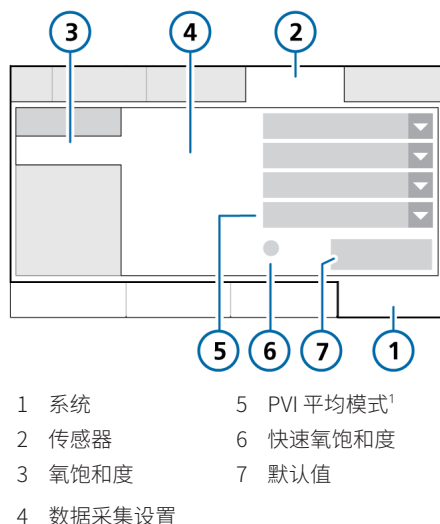 3
4
2
5
6
7
1
1 系统
2 传感器
3 氧饱和度
4 数据采集设置
5 PVI 平均模式¹
6 快速氧饱和度
7 默认值